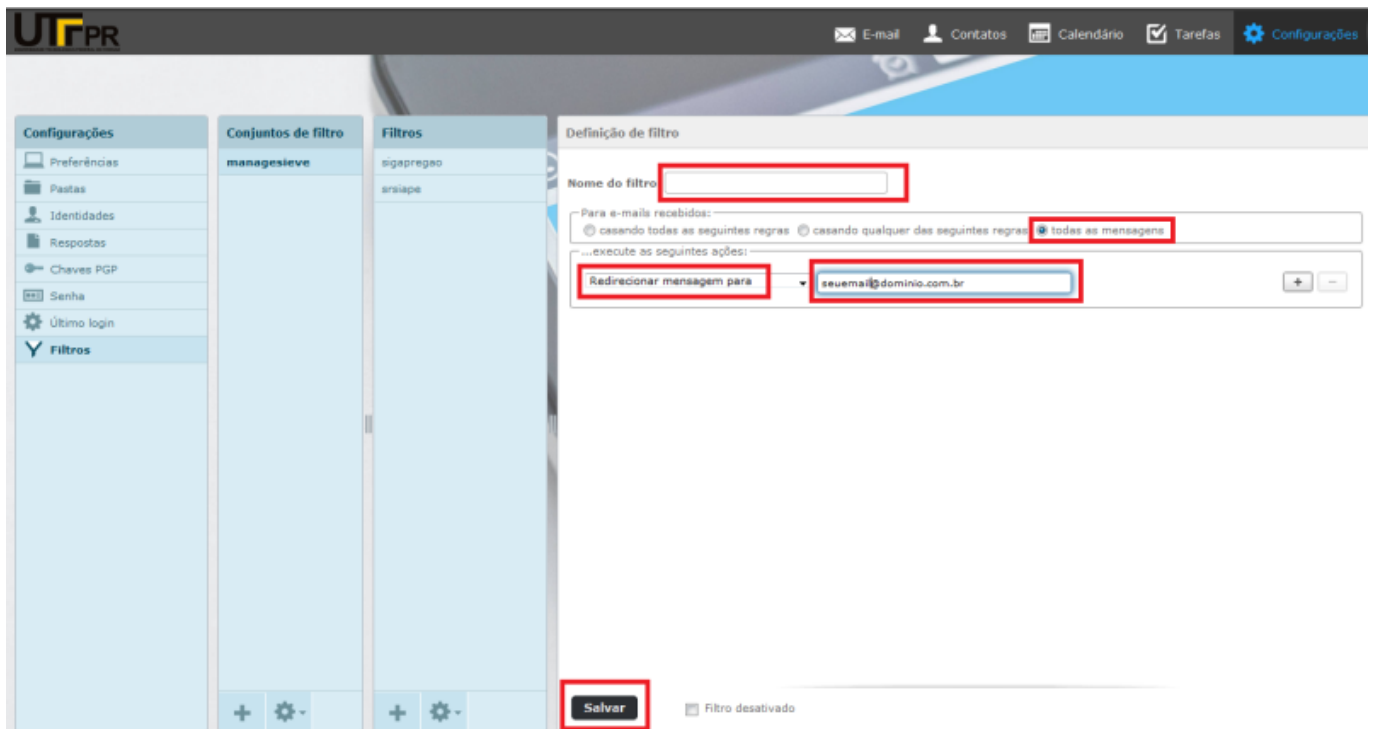 UTFPR
E-mail Contatos Calendário Tarefas Configurações
Configurações
Preferências
Pastas
Identidades
Respostas
Chaves PGP
Senha
Último login
Filtros
Conjuntos de filtro
managesieve
Filtros
sigapregao
srsiape
Definição de filtro
Nome do filtro
Para e-mails recebidos:
casando todas as seguintes regras casando qualquer das seguintes regras todas as mensagens
...execute as seguintes ações:
Redirecionar mensagem para seuemail@dominio.com.br
Salvar Filtro desativado